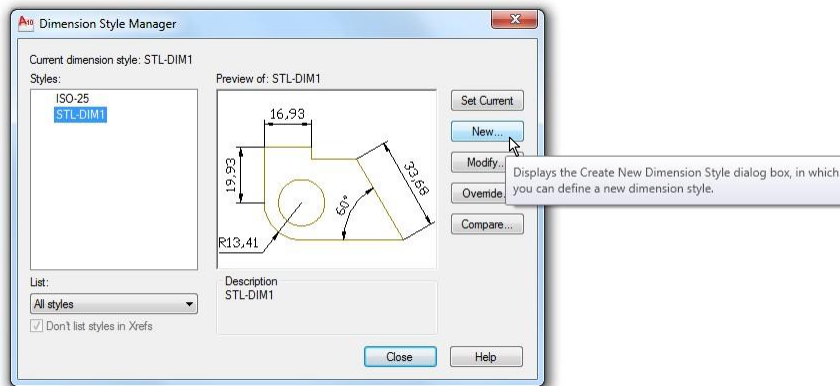 A10 Dimension Style Manager
Current dimension style: STL-DIM1
Styles:
ISO-25
STL-DIM1
Preview of: STL-DIM1
16,93
19,93
33,68
60°
R13,41
Set Current
New...
Modify..
Override
Compare...
Displays the Create New Dimension Style dialog box, in which
you can define a new dimension style.
List:
All styles
Don't list styles in Xrefs
Description
STL-DIM1
Close
Help